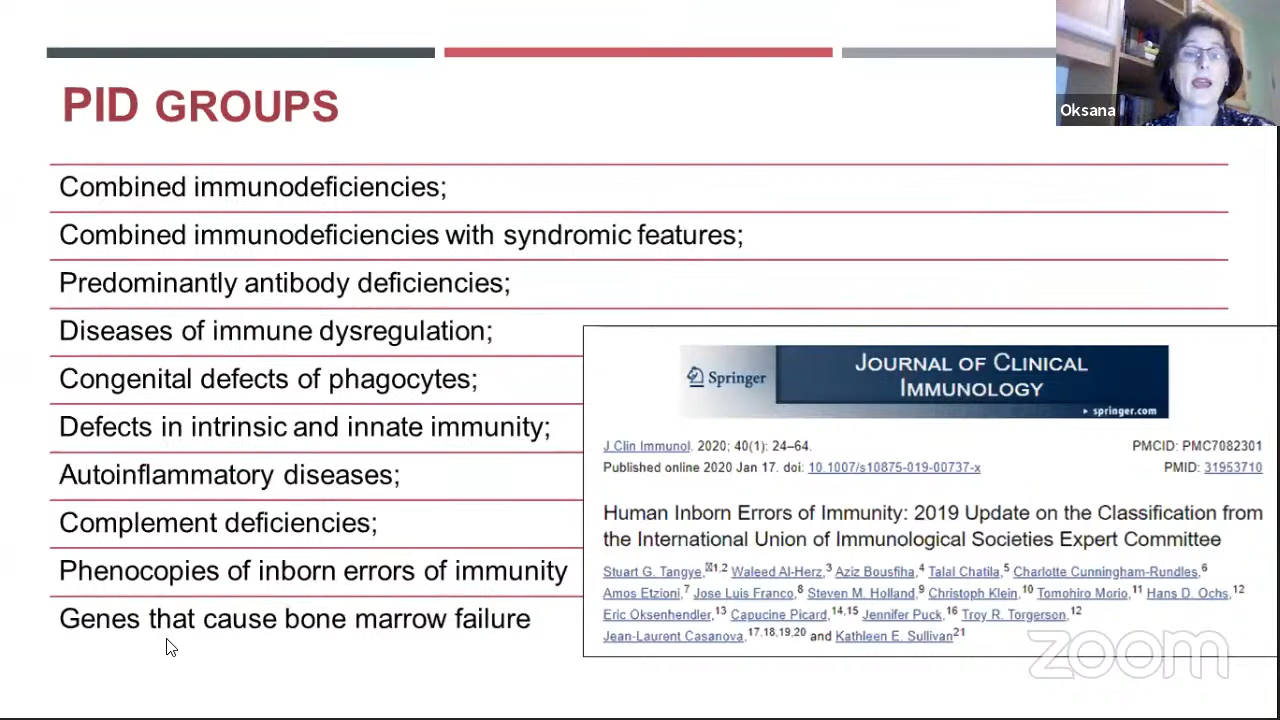 Oksana
PID GROUPS
Combined immunodeficiencies;
Combined immunodeficiencies with syndromic features;
Predominantly antibody deficiencies;
Diseases of immune dysregulation;
Congenital defects of phagocytes;
Defects in intrinsic and innate immunity;
Autoinflammatory diseases;
Complement deficiencies;
Phenocopies of inborn errors of immunity
Genes that cause bone marrow failure
Springer
JOURNAL OF CLINICAL
IMMUNOLOGY
springer.com
J Clin Immunol. 2020; 40(1): 24–64. PMCID: PMC7082301
Published online 2020 Jan 17. doi: 10.1007/s10875-019-00737-x PMID: 31953710
Human Inborn Errors of Immunity: 2019 Update on the Classification from
the International Union of Immunological Societies Expert Committee
Stuart G. Tangye,✉1,2 Waleed Al-Herz,3 Aziz Bousfiha,4 Talal Chatila,5 Charlotte Cunningham-Rundles,6
Amos Etzioni,7 Jose Luis Franco,8 Steven M. Holland,9 Christoph Klein,10 Tomohiro Morio,11 Hans D. Ochs,12
Eric Oksenhendler,13 Capucine Picard,14,15 Jennifer Puck,16 Troy R. Torgerson,12
Jean-Laurent Casanova,17,18,19,20 and Kathleen E. Sullivan21
zoom